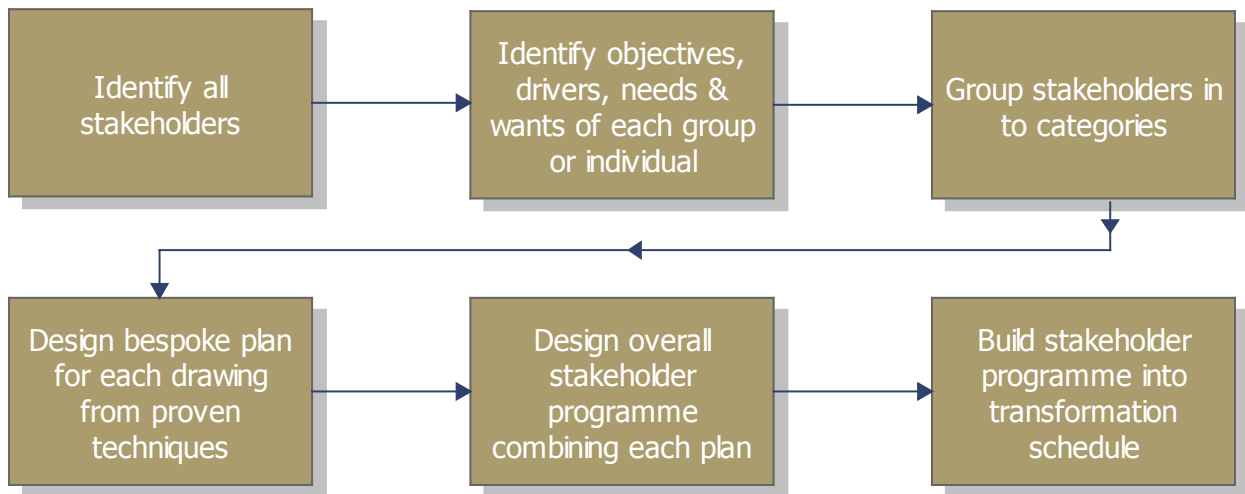 Identify all
stakeholders
Identify objectives,
drivers, needs &
wants of each group
or individual
Group stakeholders in
to categories
Design bespoke plan
for each drawing
from proven
techniques
Design overall
stakeholder
programme
combining each plan
Build stakeholder
programme into
transformation
schedule